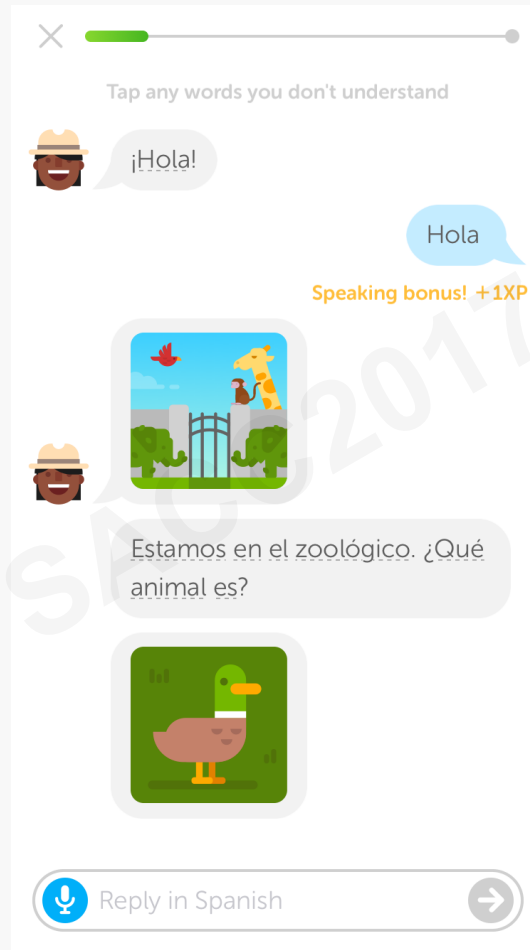 Tap any words you don't understand
¡Hola!
Hola
Speaking bonus! +1XP
Estamos en el zoológico. ¿Qué
animal es?
Reply in Spanish
SACC2017